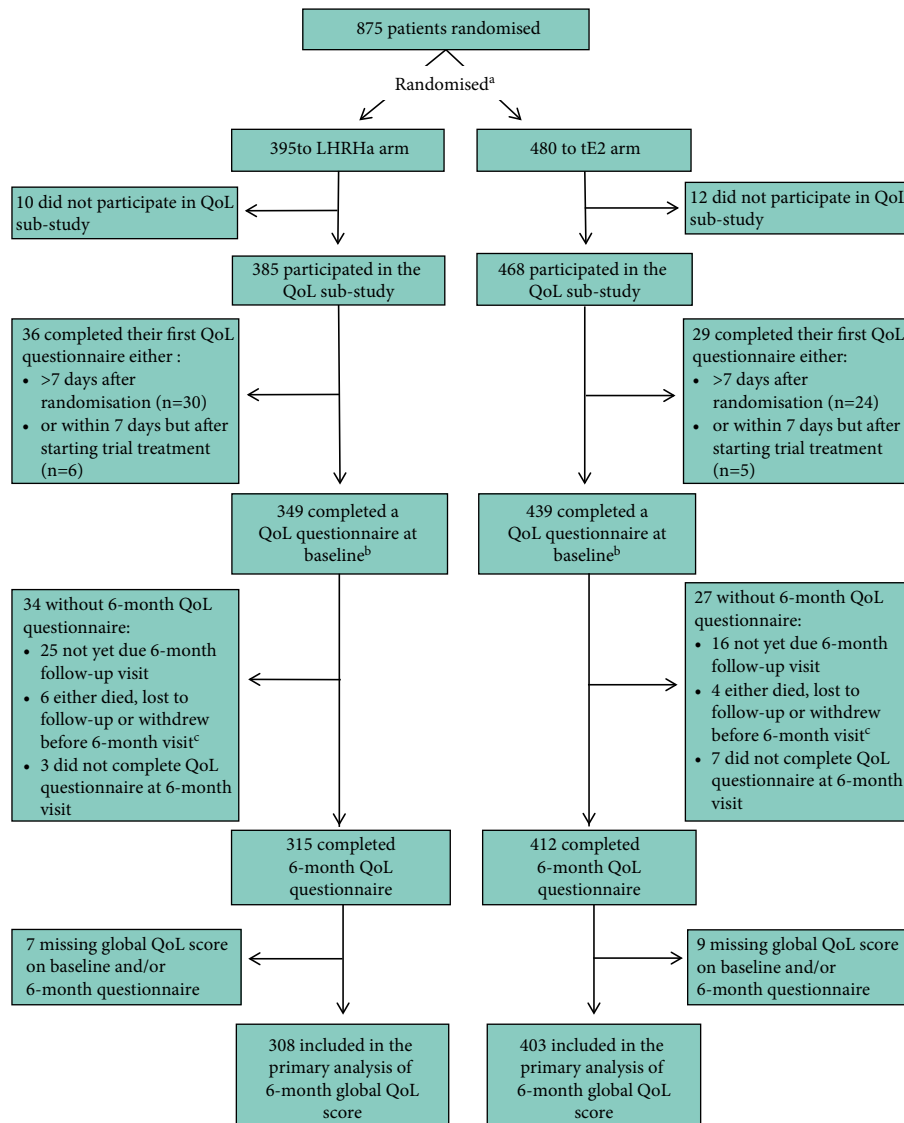 875 patients randomised
Randomisedᵃ
395to LHRHa arm
480 to tE2 arm
10 did not participate in QoL
sub-study
12 did not participate in QoL
sub-study
385 participated in the
QoL sub-study
468 participated in the
QoL sub-study
36 completed their first QoL
questionnaire either :
• >7 days after
randomisation (n=30)
• or within 7 days but after
starting trial treatment
(n=6)
29 completed their first QoL
questionnaire either:
• >7 days after
randomisation (n=24)
• or within 7 days but after
starting trial treatment
(n=5)
349 completed a
QoL questionnaire at
baselineᵇ
439 completed a
QoL questionnaire at
baselineᵇ
34 without 6-month QoL
questionnaire:
• 25 not yet due 6-month
follow-up visit
• 6 either died, lost to
follow-up or withdrew
before 6-month visitᶜ
• 3 did not complete QoL
questionnaire at 6-month
visit
27 without 6-month QoL
questionnaire:
• 16 not yet due 6-month
follow-up visit
• 4 either died, lost to
follow-up or withdrew
before 6-month visitᶜ
• 7 did not complete QoL
questionnaire at 6-month
visit
315 completed
6-month QoL
questionnaire
412 completed
6-month QoL
questionnaire
7 missing global QoL score
on baseline and/or
6-month questionnaire
9 missing global QoL score
on baseline and/or
6-month questionnaire
308 included in the
primary analysis of
6-month global QoL
score
403 included in the
primary analysis of
6-month global QoL
score